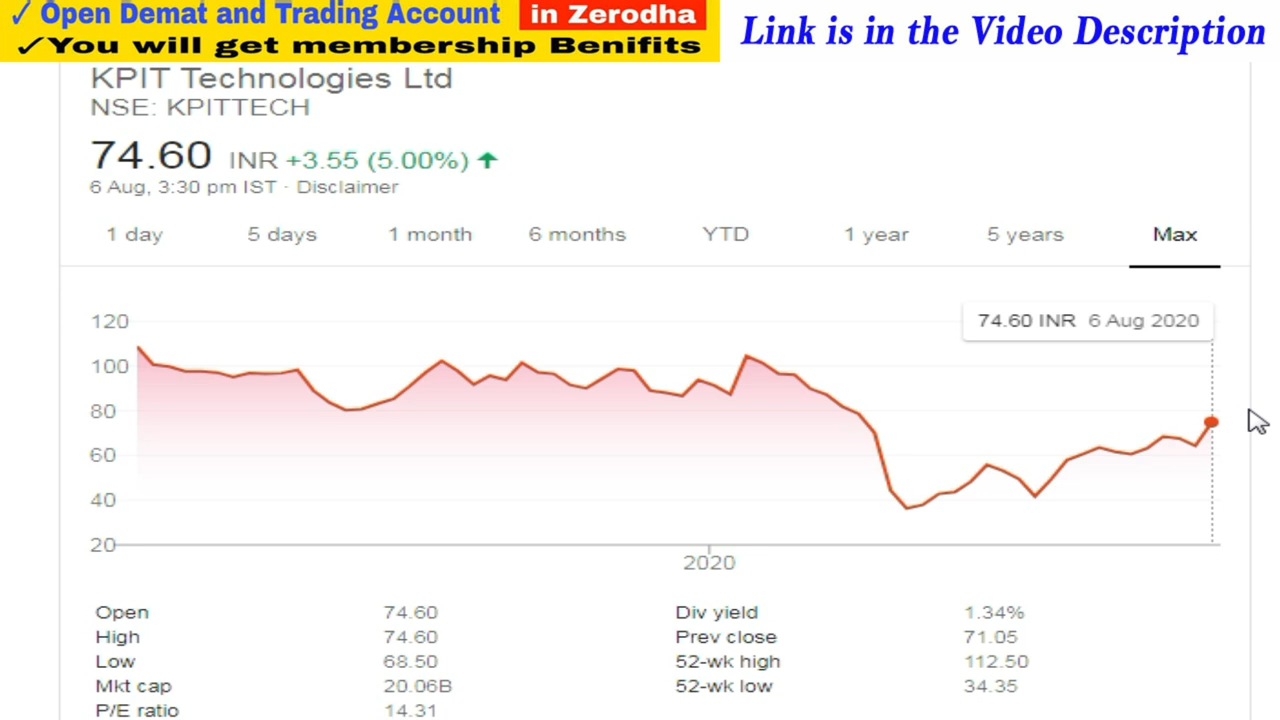 ✓ Open Demat and Trading Account in Zerodha
✓You will get membership Benifits
Link is in the Video Description
KPIT Technologies Ltd
NSE: KPITTECH
74.60 INR +3.55 (5.00%) ↑
6 Aug, 3:30 pm IST · Disclaimer
1 day 5 days 1 month 6 months YTD 1 year 5 years Max
74.60 INR 6 Aug 2020
120
100
80
60
40
20
2020
Open 74.60 Div yield 1.34%
High 74.60 Prev close 71.05
Low 68.50 52-wk high 112.50
Mkt cap 20.06B 52-wk low 34.35
P/E ratio 14.31